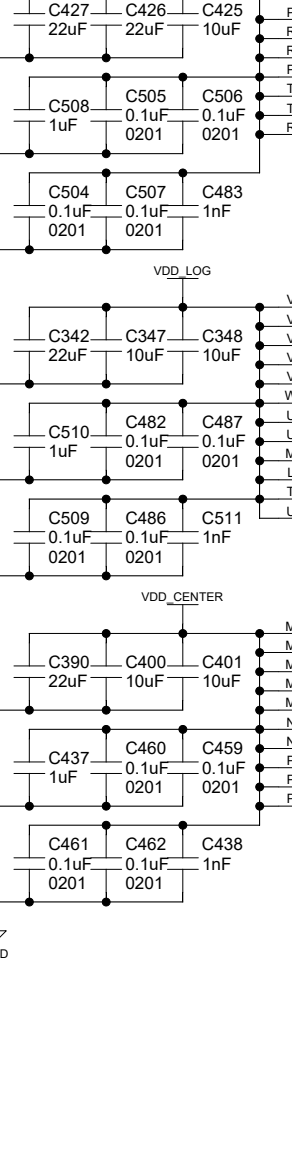 C427 C426 C425
22uF 22uF 10uF
C508 C505 C506
1uF 0.1uF 0.1uF
0201 0201
C504 C507 C483
0.1uF 0.1uF 1nF
0201 0201
VDD_LOG
C342 C347 C348
22uF 10uF 10uF
C510 C482 C487
1uF 0.1uF 0.1uF
0201 0201
C509 C486 C511
0.1uF 0.1uF 1nF
0201 0201
VDD_CENTER
C390 C400 C401
22uF 10uF 10uF
C437 C460 C459
1uF 0.1uF 0.1uF
0201 0201
C461 C462 C438
0.1uF 0.1uF 1nF
0201 0201